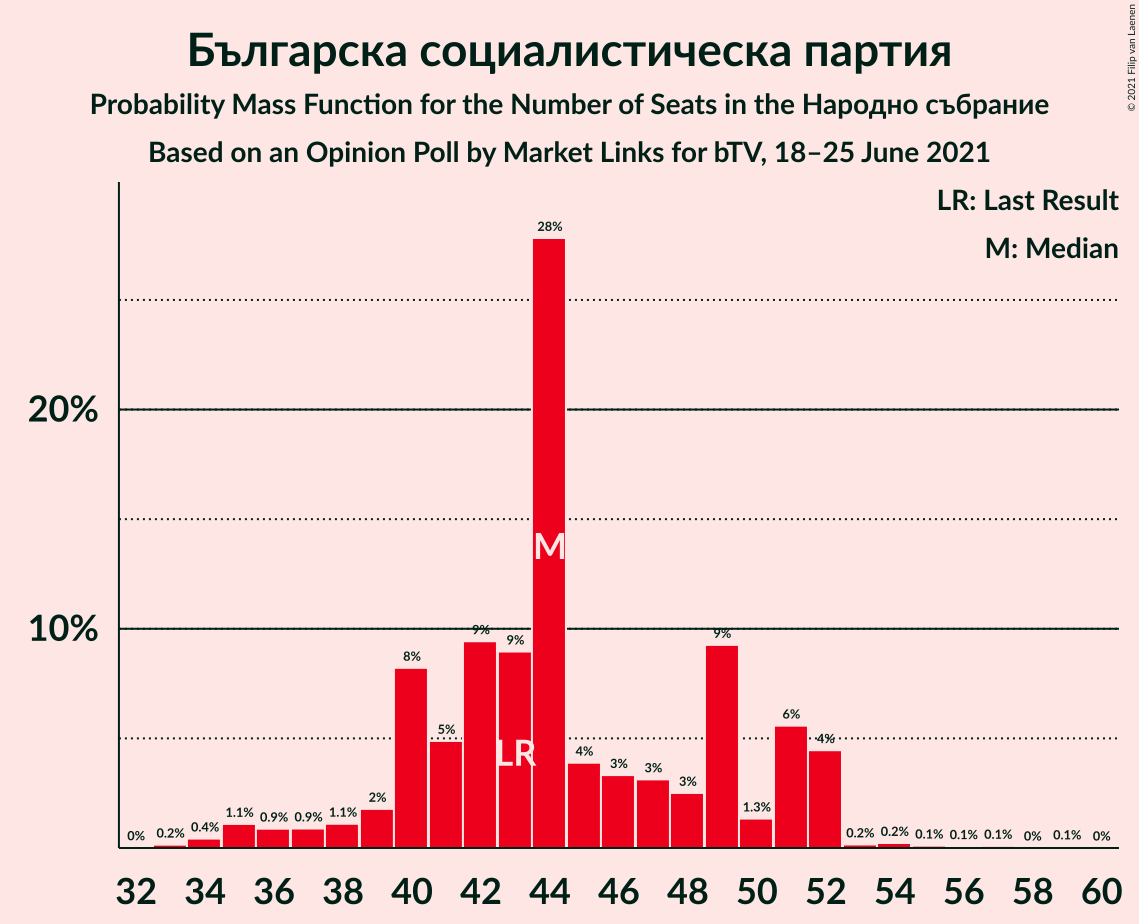 Българска социалистическа партия
Probability Mass Function for the Number of Seats in the Народно събрание
Based on an Opinion Poll by Market Links for bTV, 18–25 June 2021
© 2021 Filip van Laenen
LR: Last Result
M: Median
20%
10%
0% 0.2% 0.4% 1.1% 0.9% 0.9% 1.1% 2% 8% 5% 9% 9% 28% 4% 3% 3% 3% 9% 1.3% 6% 4% 0.2% 0.2% 0.1% 0.1% 0.1% 0% 0.1% 0%
M
LR
32 34 36 38 40 42 44 46 48 50 52 54 56 58 60